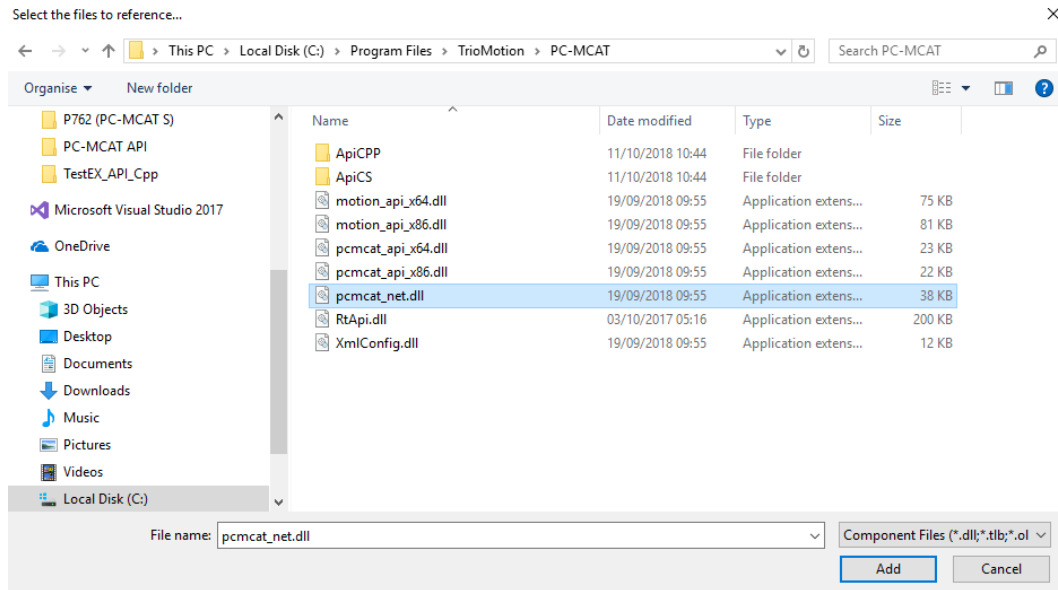 Select the files to reference...
This PC > Local Disk (C:) > Program Files > TrioMotion > PC-MCAT
Search PC-MCAT
Organise New folder
P762 (PC-MCAT S)
PC-MCAT API
TestEX_API_Cpp
Microsoft Visual Studio 2017
OneDrive
This PC
3D Objects
Desktop
Documents
Downloads
Music
Pictures
Videos
Local Disk (C:)
Name Date modified Type Size
ApiCPP 11/10/2018 10:44 File folder
ApiCS 11/10/2018 10:44 File folder
motion_api_x64.dll 19/09/2018 09:55 Application extens... 75 KB
motion_api_x86.dll 19/09/2018 09:55 Application extens... 81 KB
pcmcat_api_x64.dll 19/09/2018 09:55 Application extens... 23 KB
pcmcat_api_x86.dll 19/09/2018 09:55 Application extens... 22 KB
pcmcat_net.dll 19/09/2018 09:55 Application extens... 38 KB
RtApi.dll 03/10/2017 05:16 Application extens... 200 KB
XmlConfig.dll 19/09/2018 09:55 Application extens... 12 KB
File name: pcmcat_net.dll Component Files (*.dll;*.tlb;*.ol
Add Cancel